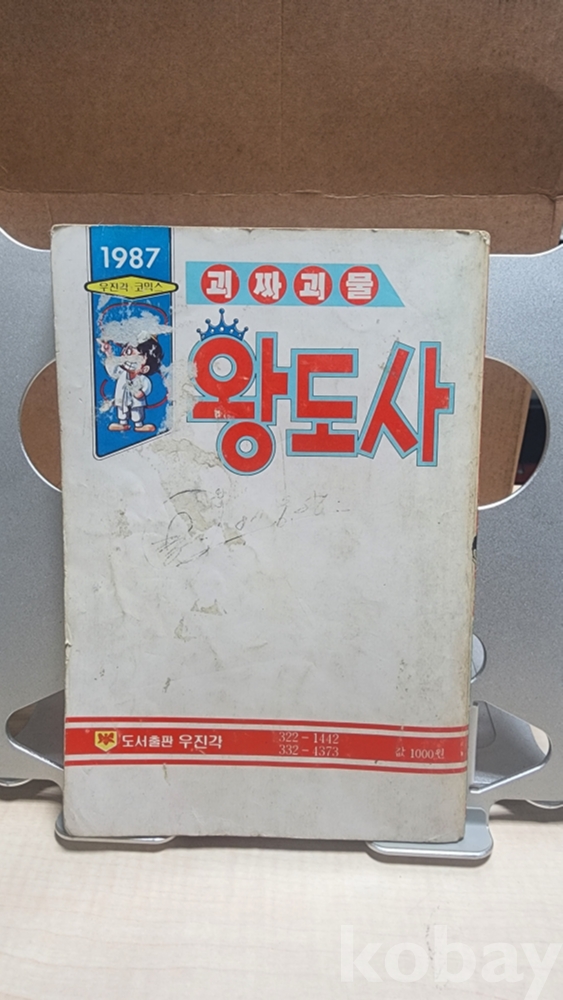 1987
우진각 코믹스
괴짜괴물
왕도사
도서출판 우진각
322-1442
332-4373
값 1000원
kobay